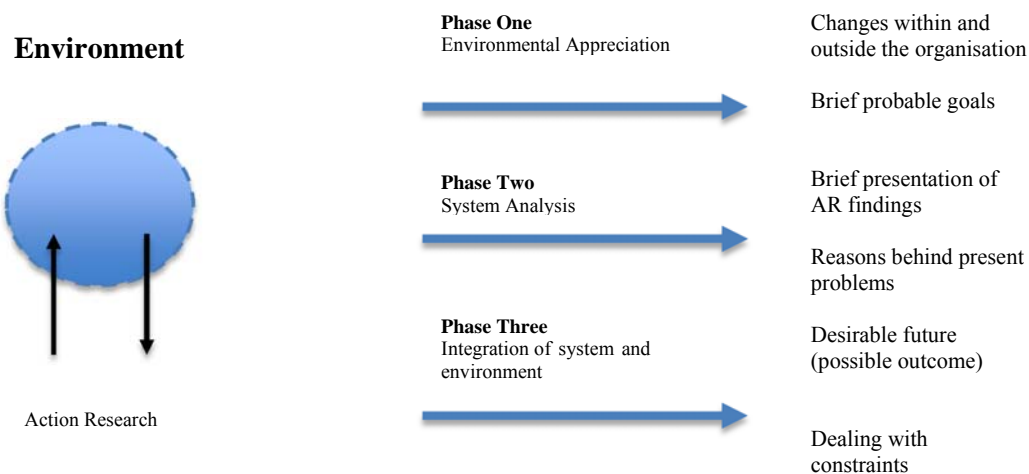 Environment
Action Research
Phase One
Environmental Appreciation
Changes within and
outside the organisation
Brief probable goals
Phase Two
System Analysis
Brief presentation of
AR findings
Reasons behind present
problems
Phase Three
Integration of system and
environment
Desirable future
(possible outcome)
Dealing with
constraints